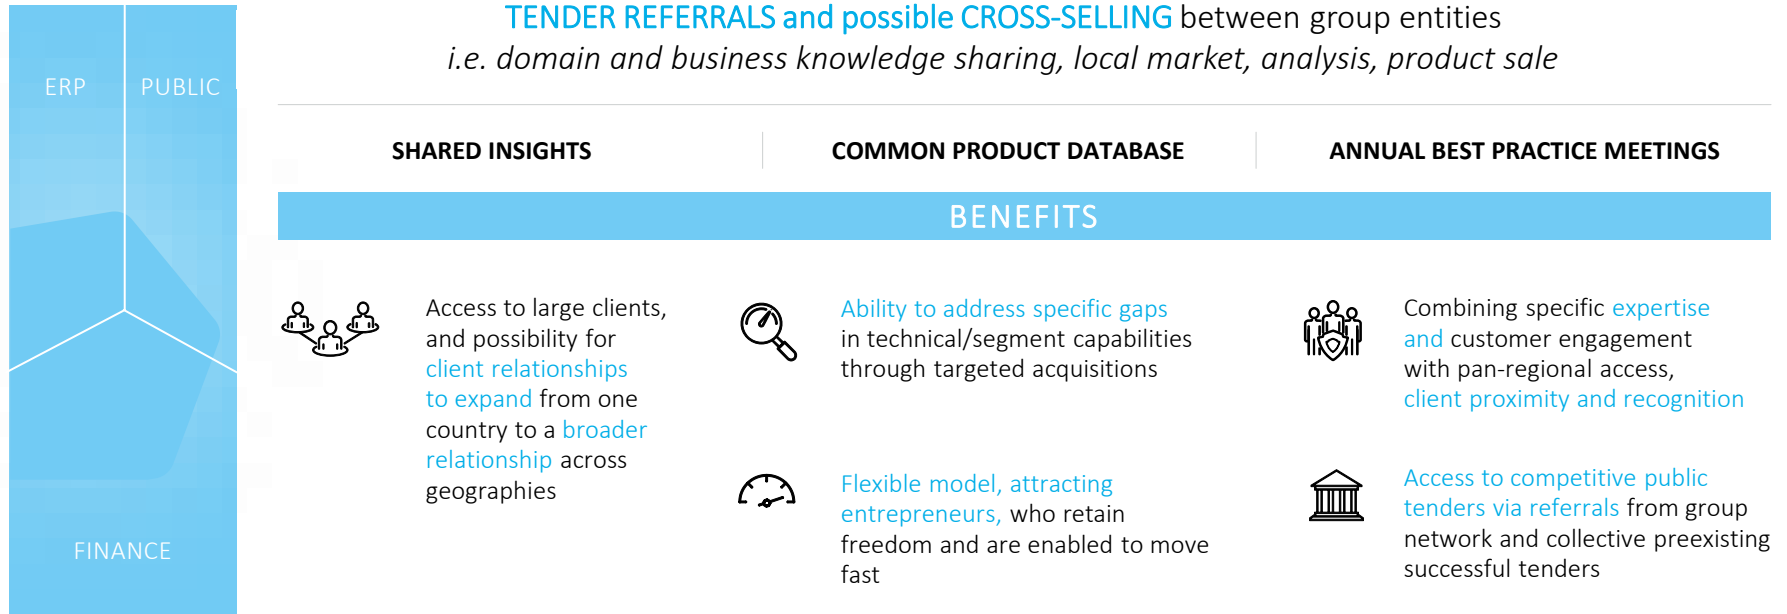 TENDER REFERRALS and possible CROSS-SELLING between group entities
i.e. domain and business knowledge sharing, local market, analysis, product sale
ERP
PUBLIC
FINANCE
SHARED INSIGHTS
COMMON PRODUCT DATABASE
ANNUAL BEST PRACTICE MEETINGS
BENEFITS
Access to large clients,
and possibility for
client relationships
to expand from one
country to a broader
relationship across
geographies
Ability to address specific gaps
in technical/segment capabilities
through targeted acquisitions
Flexible model, attracting
entrepreneurs, who retain
freedom and are enabled to move
fast
Combining specific expertise
and customer engagement
with pan-regional access,
client proximity and recognition
Access to competitive public
tenders via referrals from group
network and collective preexisting
successful tenders